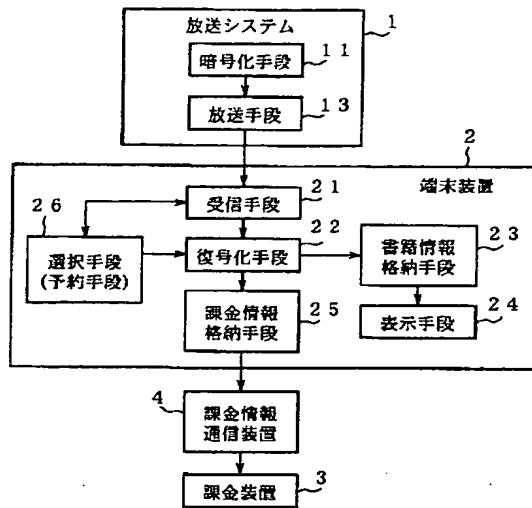 放送システム
1
暗号化手段
11
放送手段
13
2
端末装置
受信手段
21
26
選択手段
(予約手段)
復号化手段
22
書籍情報
格納手段
23
課金情報
格納手段
25
表示手段
24
4
課金情報
通信装置
課金装置
3